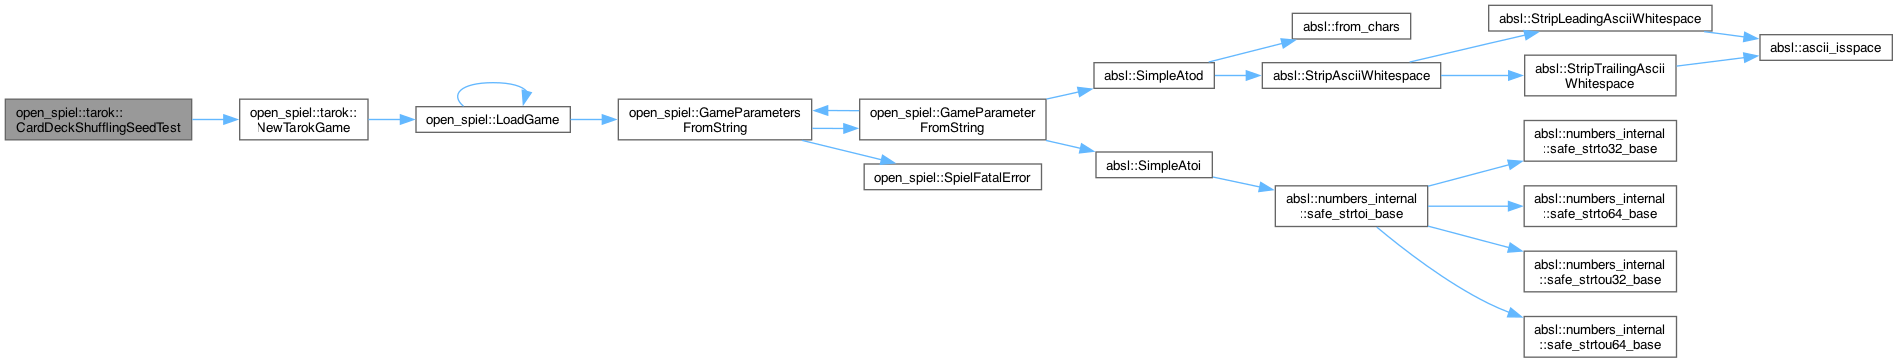 open_spiel::tarok::
CardDeckShufflingSeedTest
open_spiel::tarok::
NewTarokGame
open_spiel::LoadGame
open_spiel::GameParameters
FromString
open_spiel::GameParameter
FromString
open_spiel::SpielFatalError
absl::SimpleAtod
absl::SimpleAtoi
absl::from_chars
absl::StripAsciiWhitespace
absl::numbers_internal
::safe_strtoi_base
absl::StripLeadingAsciiWhitespace
absl::StripTrailingAscii
Whitespace
absl::ascii_isspace
absl::numbers_internal
::safe_strto32_base
absl::numbers_internal
::safe_strto64_base
absl::numbers_internal
::safe_strtou32_base
absl::numbers_internal
::safe_strtou64_base